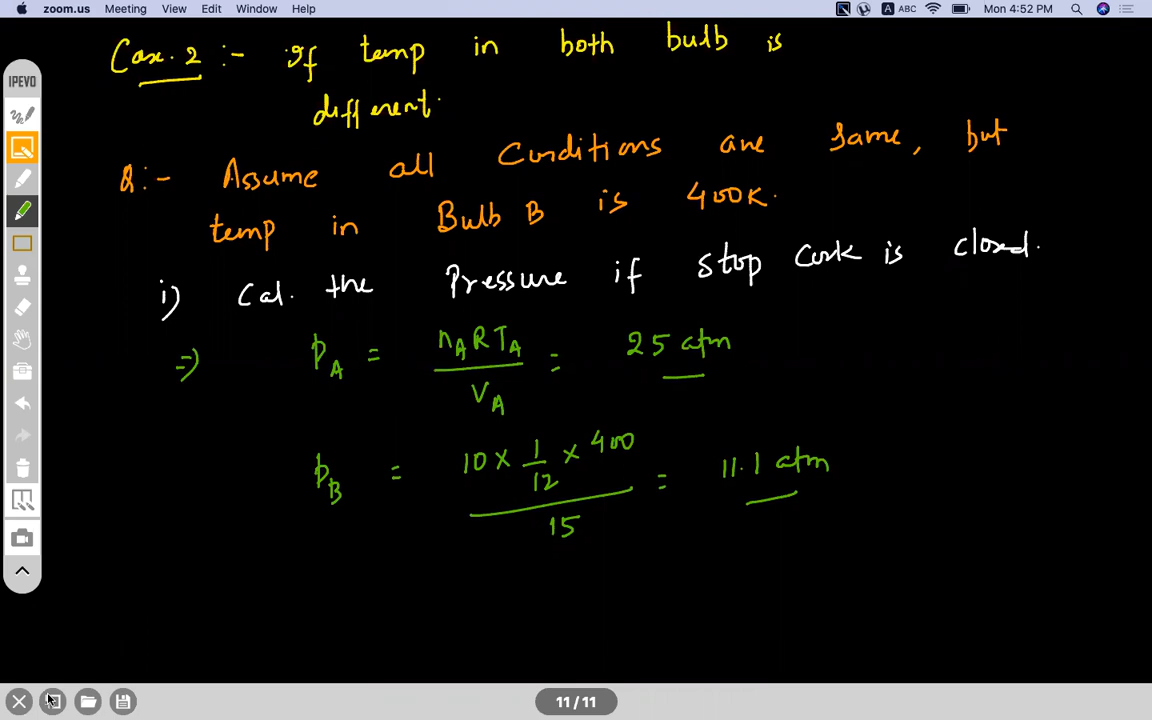 zoom.us Meeting View Edit Window Help
A ABC Mon 4:52 PM
IPEVO
Case. 2 :- If temp in both bulb is
different.
Q :- Assume all Conditions are same, but
temp in Bulb B is 400K.
i) Cal. the Pressure if stop cork is closed.
⇒ PA = nARTA / VA = 25 atm
PB = 10 × 1/12 × 400 / 15 = 11.1 atm
11 / 11